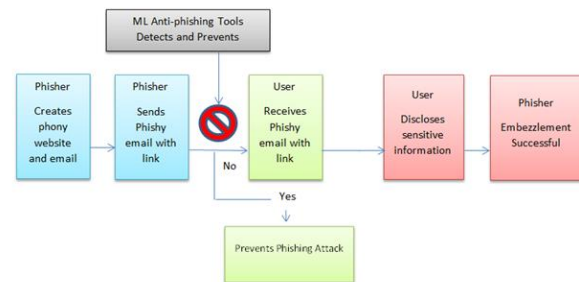 ML Anti-phishing Tools
Detects and Prevents
Phisher
Creates
phony
website
and email
Phisher
Sends
Phishy
email with
link
User
Receives
Phishy
email with
link
User
Discloses
sensitive
information
Phisher
Embezzlement
Successful
No
Yes
Prevents Phishing Attack